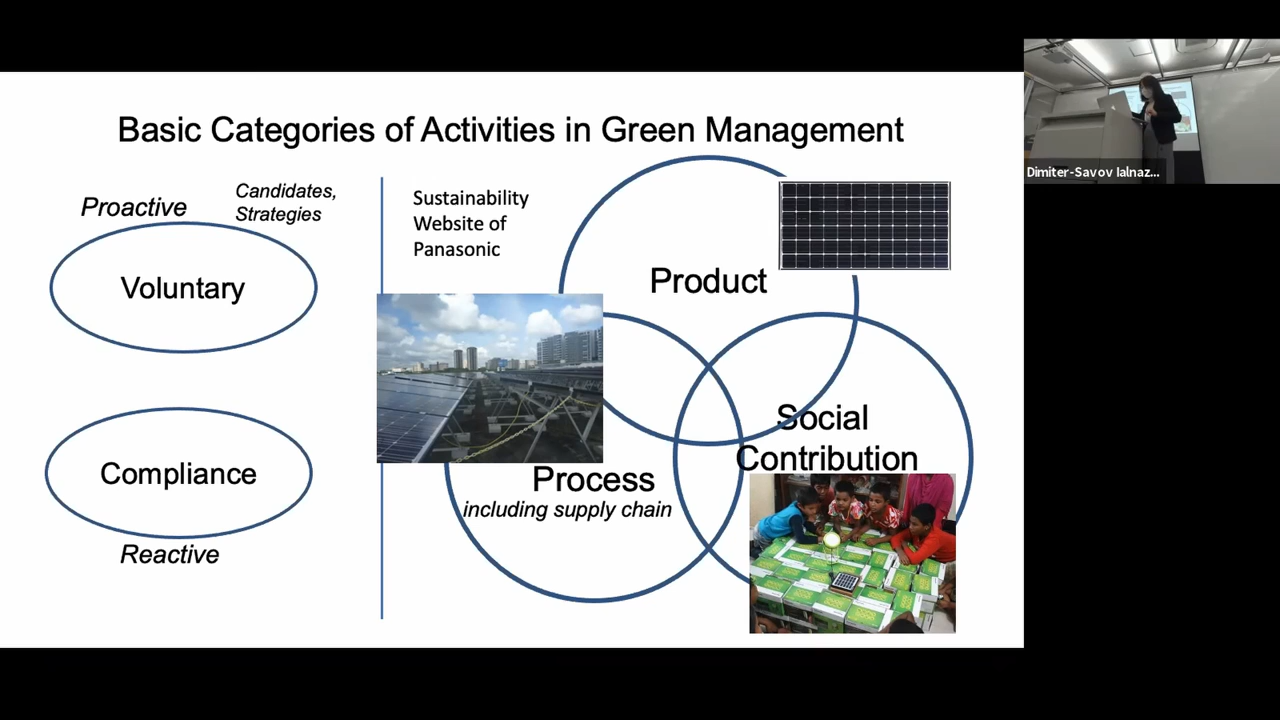 Basic Categories of Activities in Green Management
Proactive
Candidates,
Strategies
Voluntary
Compliance
Reactive
Sustainability
Website of
Panasonic
Product
Social
Contribution
Process
including supply chain
Dimiter-Savov Ialnaz...